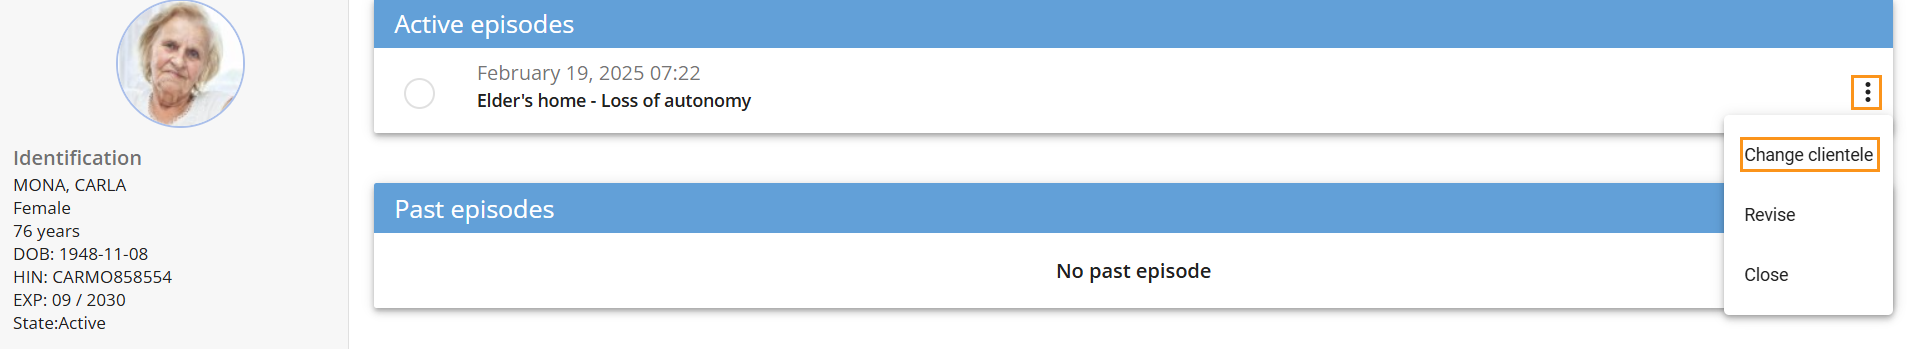 Identification
MONA, CARLA
Female
76 years
DOB: 1948-11-08
HIN: CARMO858554
EXP: 09 / 2030
State:Active
Active episodes
February 19, 2025 07:22
Elder's home - Loss of autonomy
Change clientele
Revise
Close
Past episodes
No past episode